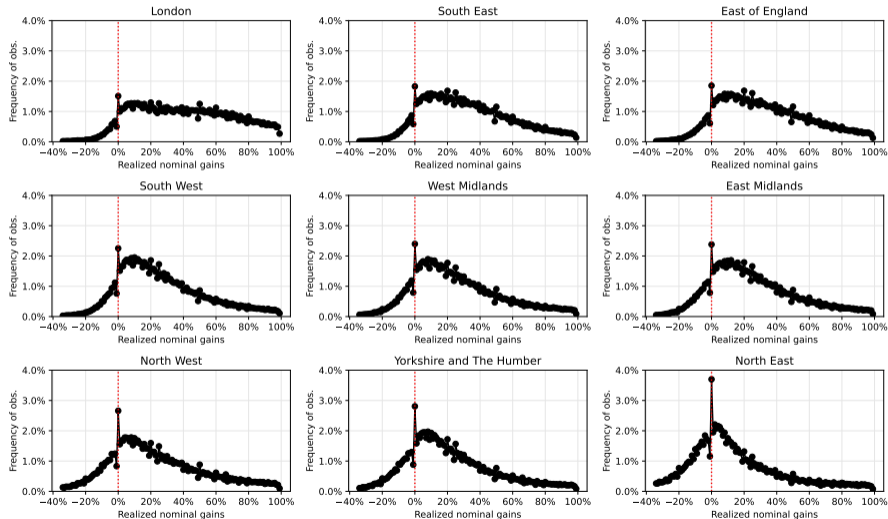 London South East East of England
4.0% 4.0% 4.0%
3.0% 3.0% 3.0%
2.0% 2.0% 2.0%
1.0% 1.0% 1.0%
0.0% 0.0% 0.0%
Frequency of obs. Frequency of obs. Frequency of obs.
−40% −20% 0% 20% 40% 60% 80% 100% −40% −20% 0% 20% 40% 60% 80% 100% −40% −20% 0% 20% 40% 60% 80% 100%
Realized nominal gains Realized nominal gains Realized nominal gains
South West West Midlands East Midlands
4.0% 4.0% 4.0%
3.0% 3.0% 3.0%
2.0% 2.0% 2.0%
1.0% 1.0% 1.0%
0.0% 0.0% 0.0%
Frequency of obs. Frequency of obs. Frequency of obs.
−40% −20% 0% 20% 40% 60% 80% 100% −40% −20% 0% 20% 40% 60% 80% 100% −40% −20% 0% 20% 40% 60% 80% 100%
Realized nominal gains Realized nominal gains Realized nominal gains
North West Yorkshire and The Humber North East
4.0% 4.0% 4.0%
3.0% 3.0% 3.0%
2.0% 2.0% 2.0%
1.0% 1.0% 1.0%
0.0% 0.0% 0.0%
Frequency of obs. Frequency of obs. Frequency of obs.
−40% −20% 0% 20% 40% 60% 80% 100% −40% −20% 0% 20% 40% 60% 80% 100% −40% −20% 0% 20% 40% 60% 80% 100%
Realized nominal gains Realized nominal gains Realized nominal gains